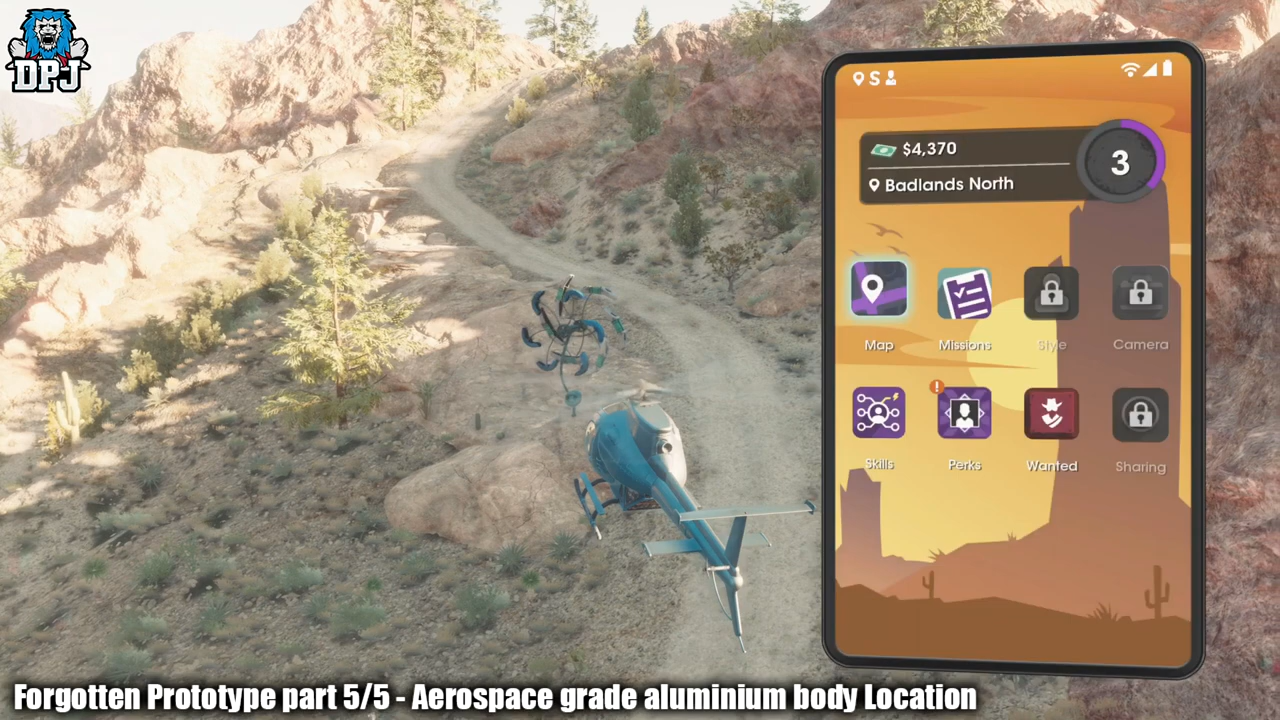 DPJ
S
$4,370
3
Badlands North
Map Missions Style Camera
Skills Perks Wanted Sharing
Forgotten Prototype part 5/5 - Aerospace grade aluminium body Location